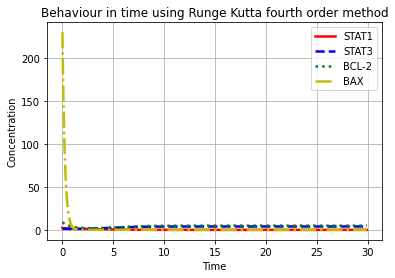 Behaviour in time using Runge Kutta fourth order method
STAT1
STAT3
BCL-2
BAX
Concentration
200
150
100
50
0
0 5 10 15 20 25 30
Time